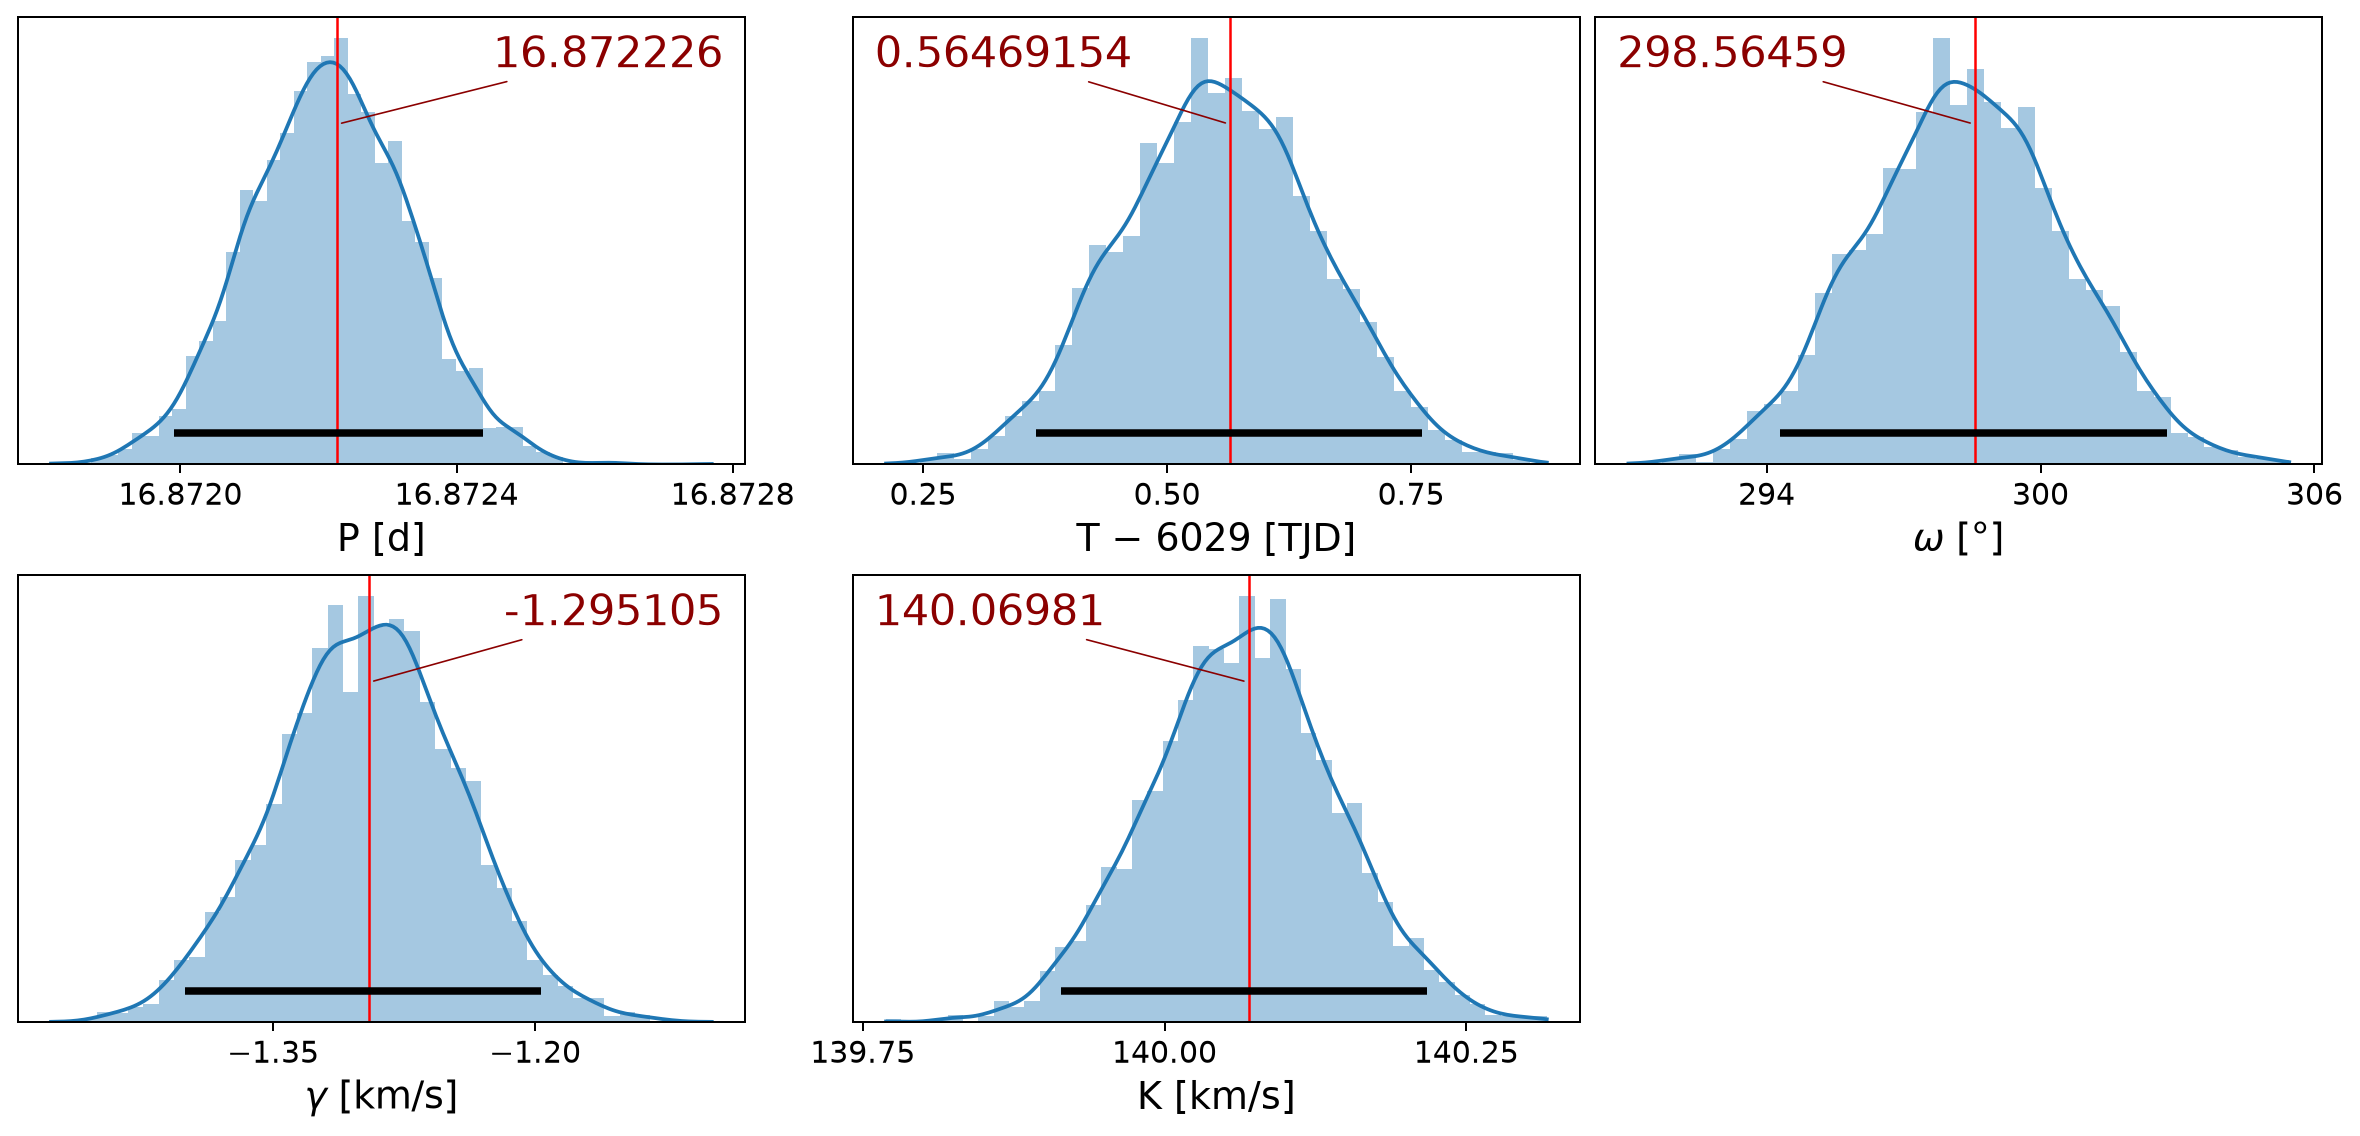 16.872226
16.8720 16.8724 16.8728
P [d]
0.56469154
0.25 0.50 0.75
T − 6029 [TJD]
298.56459
294 300 306
ω [°]
-1.295105
−1.35 −1.20
γ [km/s]
140.06981
139.75 140.00 140.25
K [km/s]